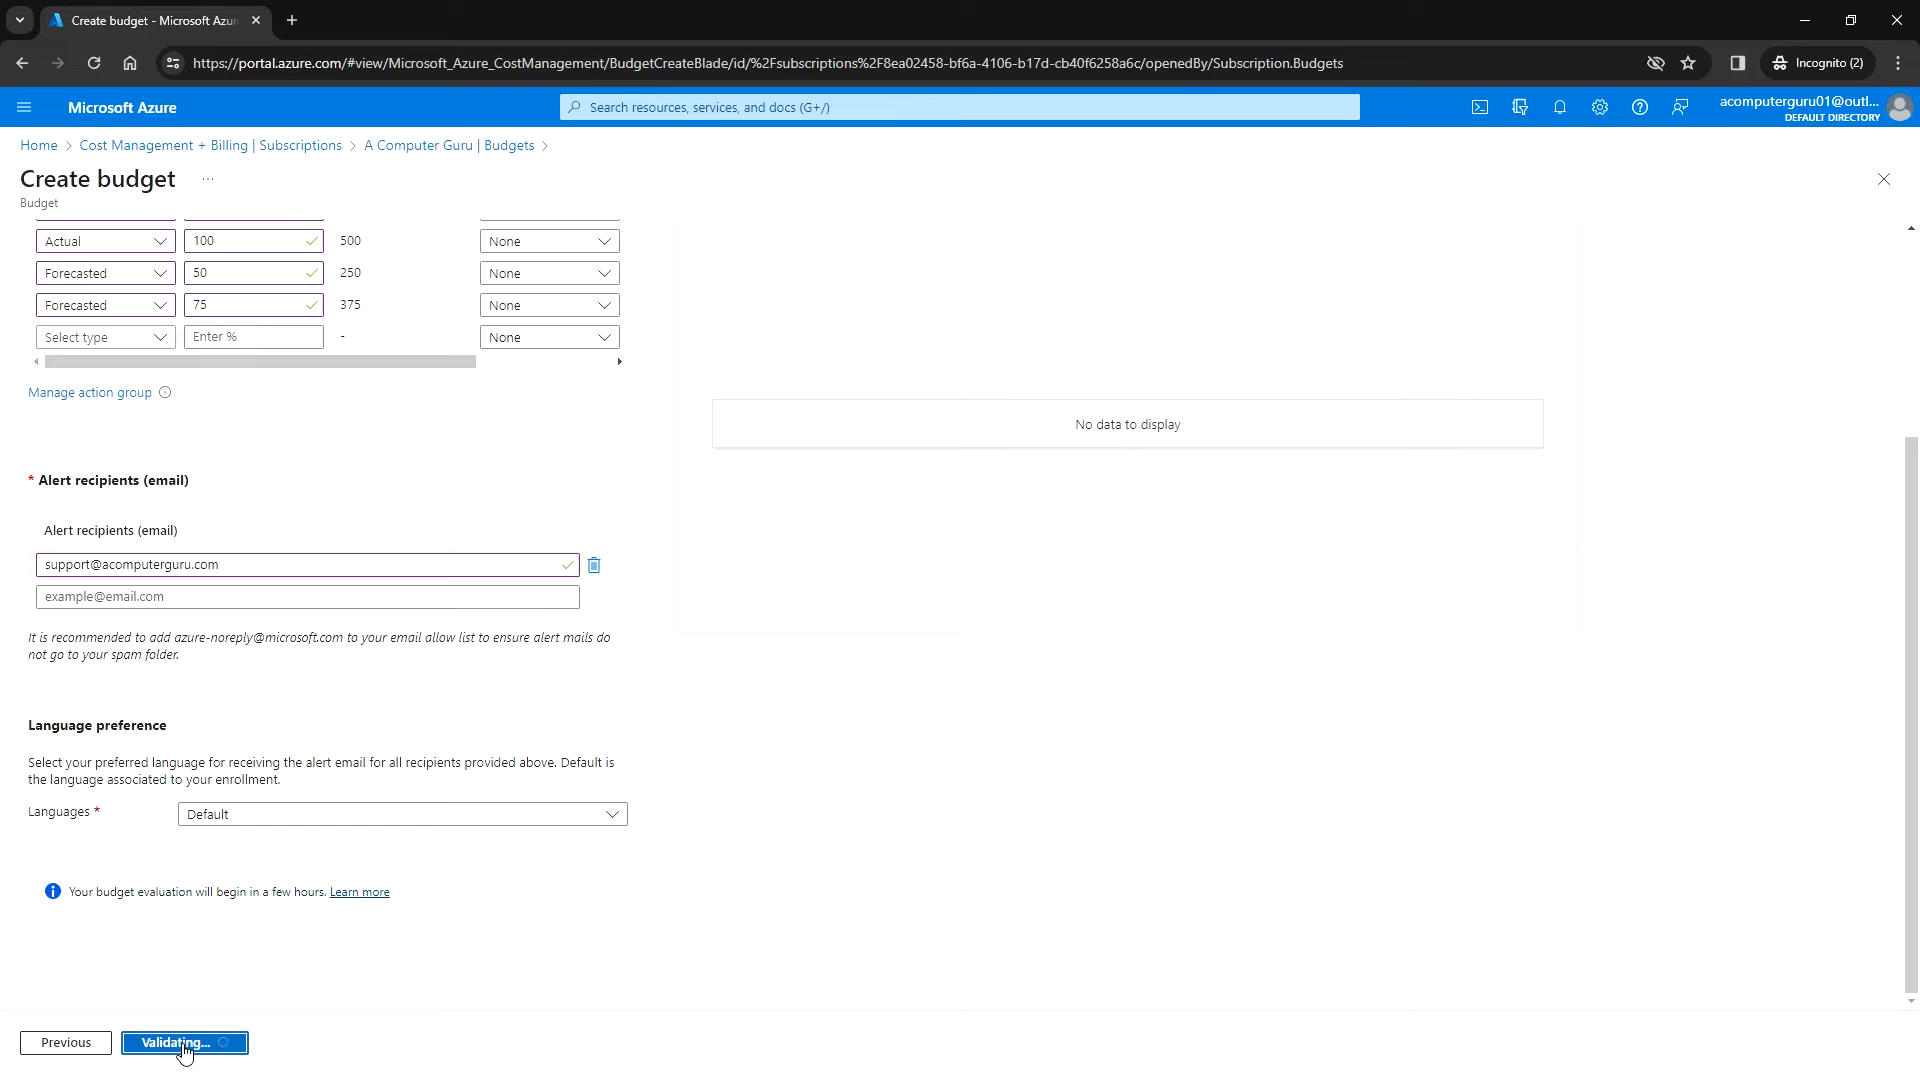 Create budget - Microsoft Azur
https://portal.azure.com/#view/Microsoft_Azure_CostManagement/BudgetCreateBlade/id/%2Fsubscriptions%2F8ea02458-bf6a-4106-b17d-cb40f6258a6c/openedBy/Subscription.Budgets
Incognito (2)
Microsoft Azure
Search resources, services, and docs (G+/)
acomputerguru01@outl...
DEFAULT DIRECTORY
Home > Cost Management + Billing | Subscriptions > A Computer Guru | Budgets >
Create budget ...
Budget
Actual 100 500 None
Forecasted 50 250 None
Forecasted 75 375 None
Select type Enter % - None
Manage action group
No data to display
* Alert recipients (email)
Alert recipients (email)
support@acomputerguru.com
example@email.com
It is recommended to add azure-noreply@microsoft.com to your email allow list to ensure alert mails do
not go to your spam folder.
Language preference
Select your preferred language for receiving the alert email for all recipients provided above. Default is
the language associated to your enrollment.
Languages * Default
Your budget evaluation will begin in a few hours. Learn more
Previous Validating...